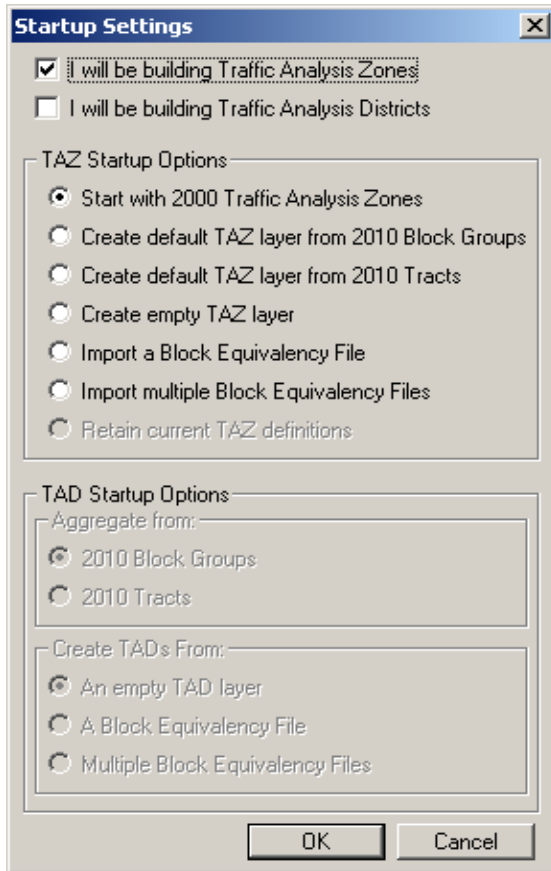 Startup Settings
I will be building Traffic Analysis Zones
I will be building Traffic Analysis Districts
TAZ Startup Options
Start with 2000 Traffic Analysis Zones
Create default TAZ layer from 2010 Block Groups
Create default TAZ layer from 2010 Tracts
Create empty TAZ layer
Import a Block Equivalency File
Import multiple Block Equivalency Files
Retain current TAZ definitions
TAD Startup Options
Aggregate from:
2010 Block Groups
2010 Tracts
Create TADs From:
An empty TAD layer
A Block Equivalency File
Multiple Block Equivalency Files
OK Cancel